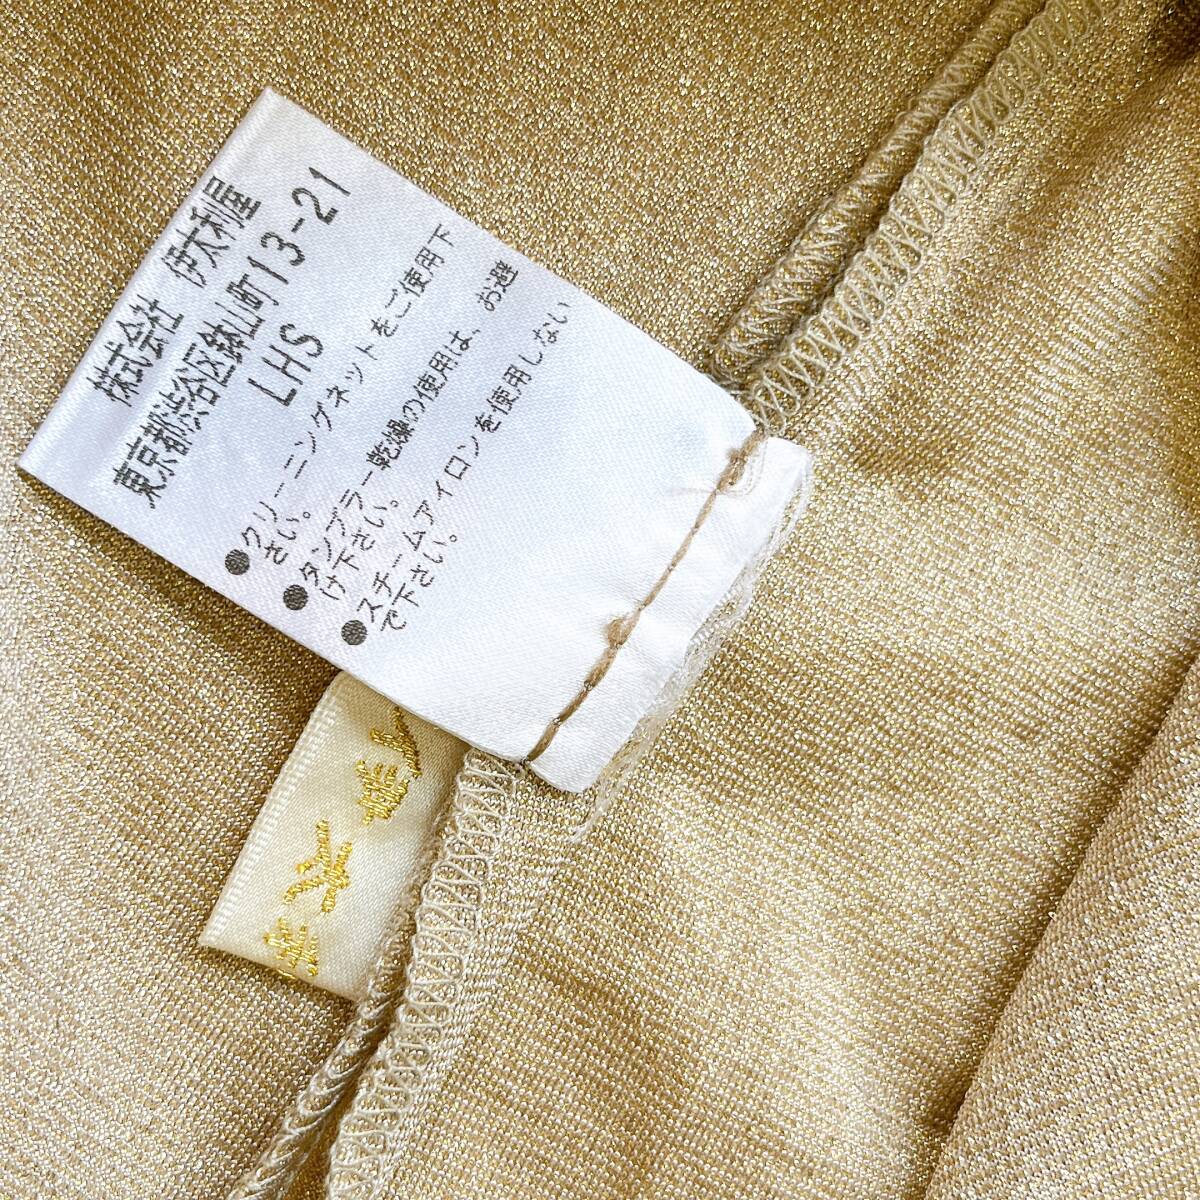 株式会社 伊太利屋
東京都渋谷区鉢山町13-21
LHS
●クリーニングネットをご使用下
さい。
●タンブラー乾燥の使用は、お避
け下さい。
●スチームアイロンを使用しない
で下さい。